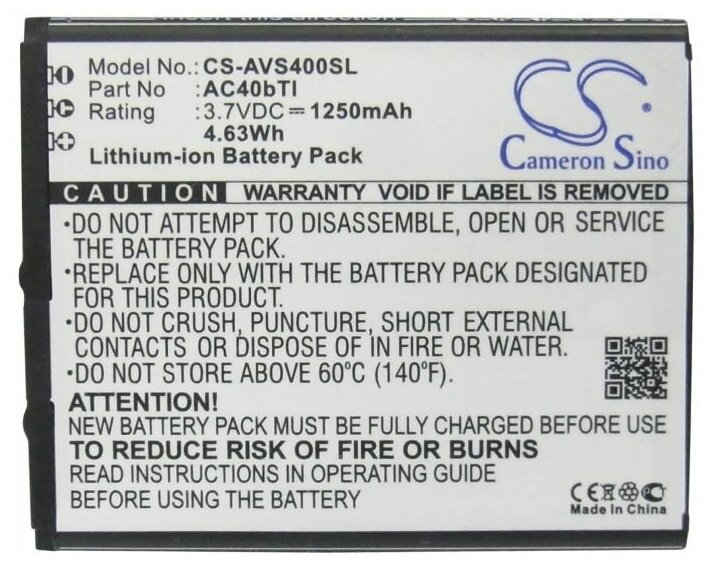 Model No.: CS-AVS400SL
Part No : AC40bTI
Rating : 3.7VDC 1250mAh
4.63Wh
Lithium-ion Battery Pack
CS
Cameron Sino
CAUTION WARRANTY VOID IF LABEL IS REMOVED
•DO NOT ATTEMPT TO DISASSEMBLE, OPEN OR SERVICE
THE BATTERY PACK.
•REPLACE ONLY WITH THE BATTERY PACK DESIGNATED
FOR THIS PRODUCT.
•DO NOT CRUSH, PUNCTURE, SHORT EXTERNAL
CONTACTS OR DISPOSE OF IN FIRE OR WATER.
•DO NOT STORE ABOVE 60°C (140°F).
ATTENTION!
NEW BATTERY PACK MUST BE FULLY CHARGED BEFORE USE
TO REDUCE RISK OF FIRE OR BURNS
READ INSTRUCTIONS IN OPERATING GUIDE
BEFORE USING THIS BATTERY.
CE
Made In China